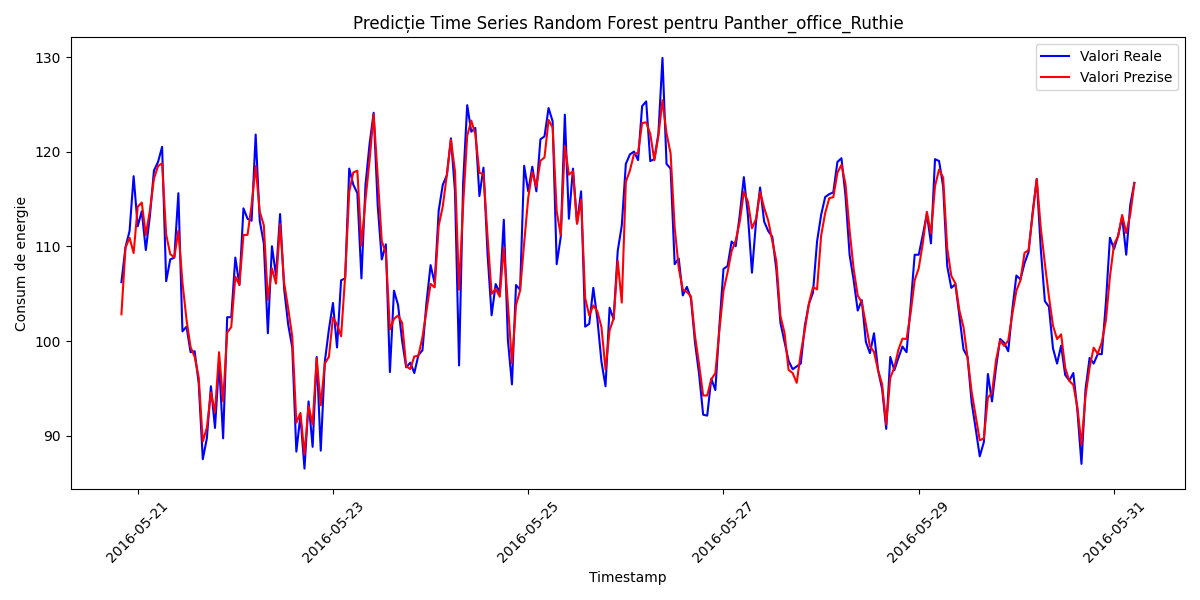 Predicție Time Series Random Forest pentru Panther_office_Ruthie
Valori Reale
Valori Prezise
Consum de energie
130
120
110
100
90
2016-05-21
2016-05-23
2016-05-25
2016-05-27
2016-05-29
2016-05-31
Timestamp